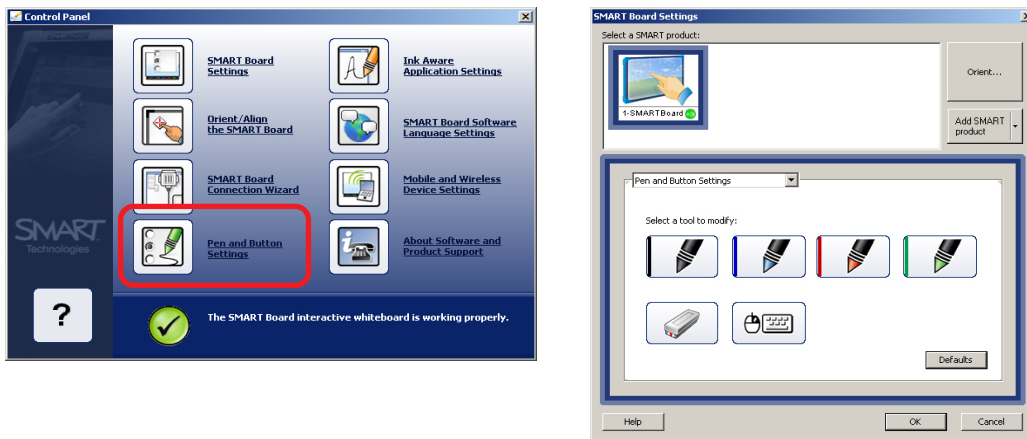 Control Panel
SMART Board
Settings
Ink Aware
Application Settings
Orient/Align
the SMART Board
SMART Board Software
Language Settings
SMART Board
Connection Wizard
Mobile and Wireless
Device Settings
Pen and Button
Settings
About Software and
Product Support
SMART
Technologies
?
The SMART Board interactive whiteboard is working properly.
SMART Board Settings
Select a SMART product:
1-SMARTBoard
Orient...
Add SMART
product
Pen and Button Settings
Select a tool to modify:
Defaults
Help
OK
Cancel